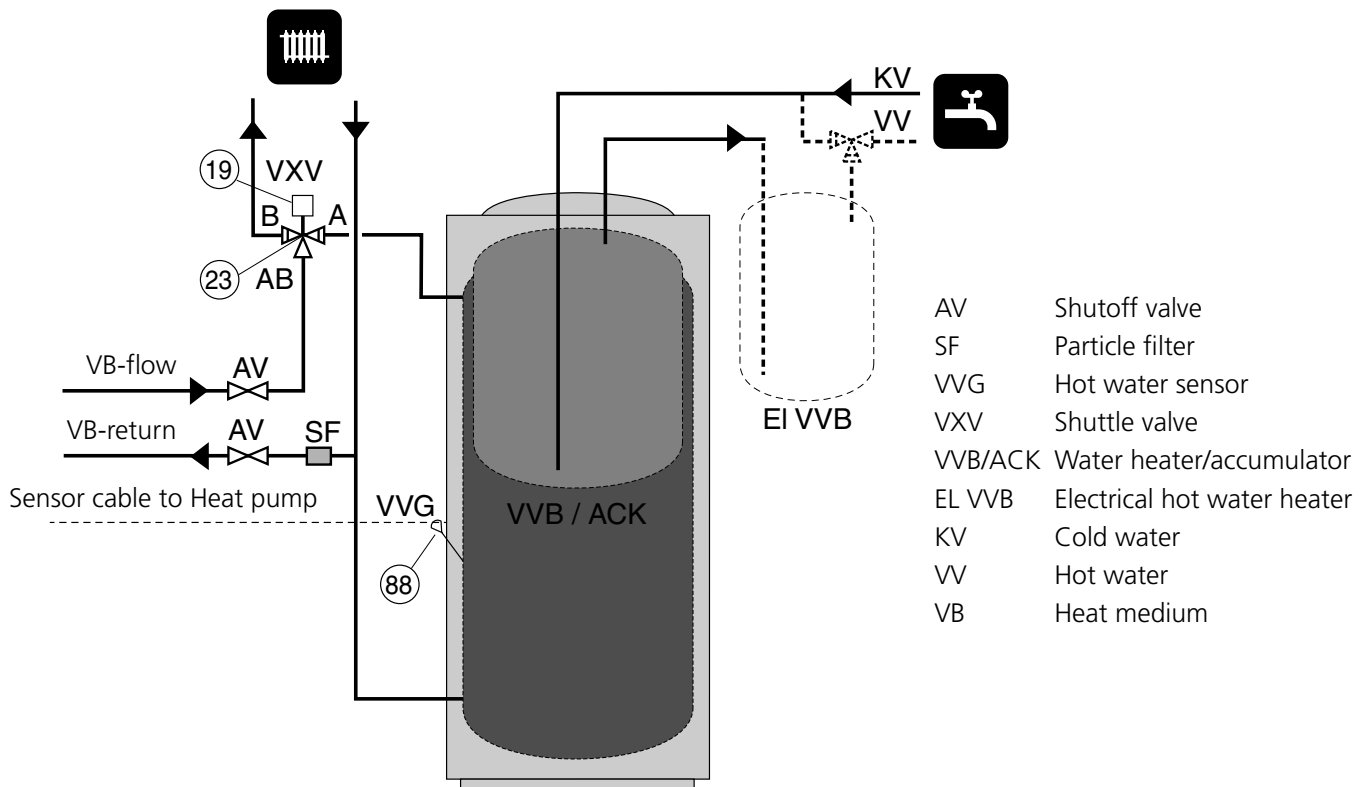 KV
VV
19
VXV
B
A
23
AB
VB-flow
AV
VB-return
AV
SF
Sensor cable to Heat pump
VVG
88
VVB / ACK
El VVB
AV Shutoff valve
SF Particle filter
VVG Hot water sensor
VXV Shuttle valve
VVB/ACK Water heater/accumulator
EL VVB Electrical hot water heater
KV Cold water
VV Hot water
VB Heat medium